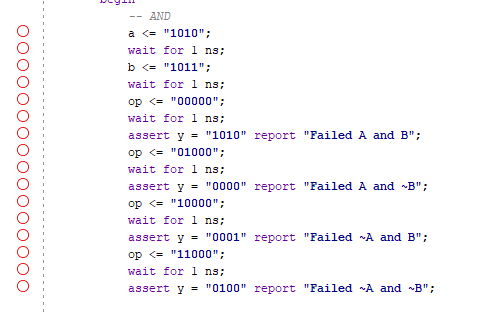 begin
-- AND
a <= "1010";
wait for 1 ns;
b <= "1011";
wait for 1 ns;
op <= "00000";
wait for 1 ns;
assert y = "1010" report "Failed A and B";
op <= "01000";
wait for 1 ns;
assert y = "0000" report "Failed A and ~B";
op <= "10000";
wait for 1 ns;
assert y = "0001" report "Failed ~A and B";
op <= "11000";
wait for 1 ns;
assert y = "0100" report "Failed ~A and ~B";